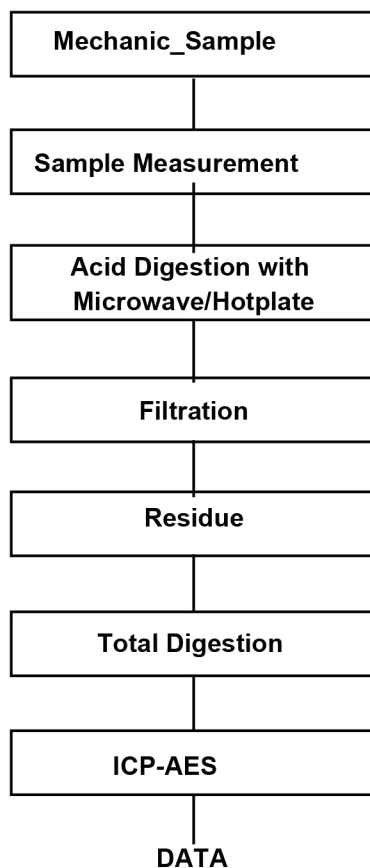 Mechanic_Sample
Sample Measurement
Acid Digestion with
Microwave/Hotplate
Filtration
Residue
Total Digestion
ICP-AES
DATA